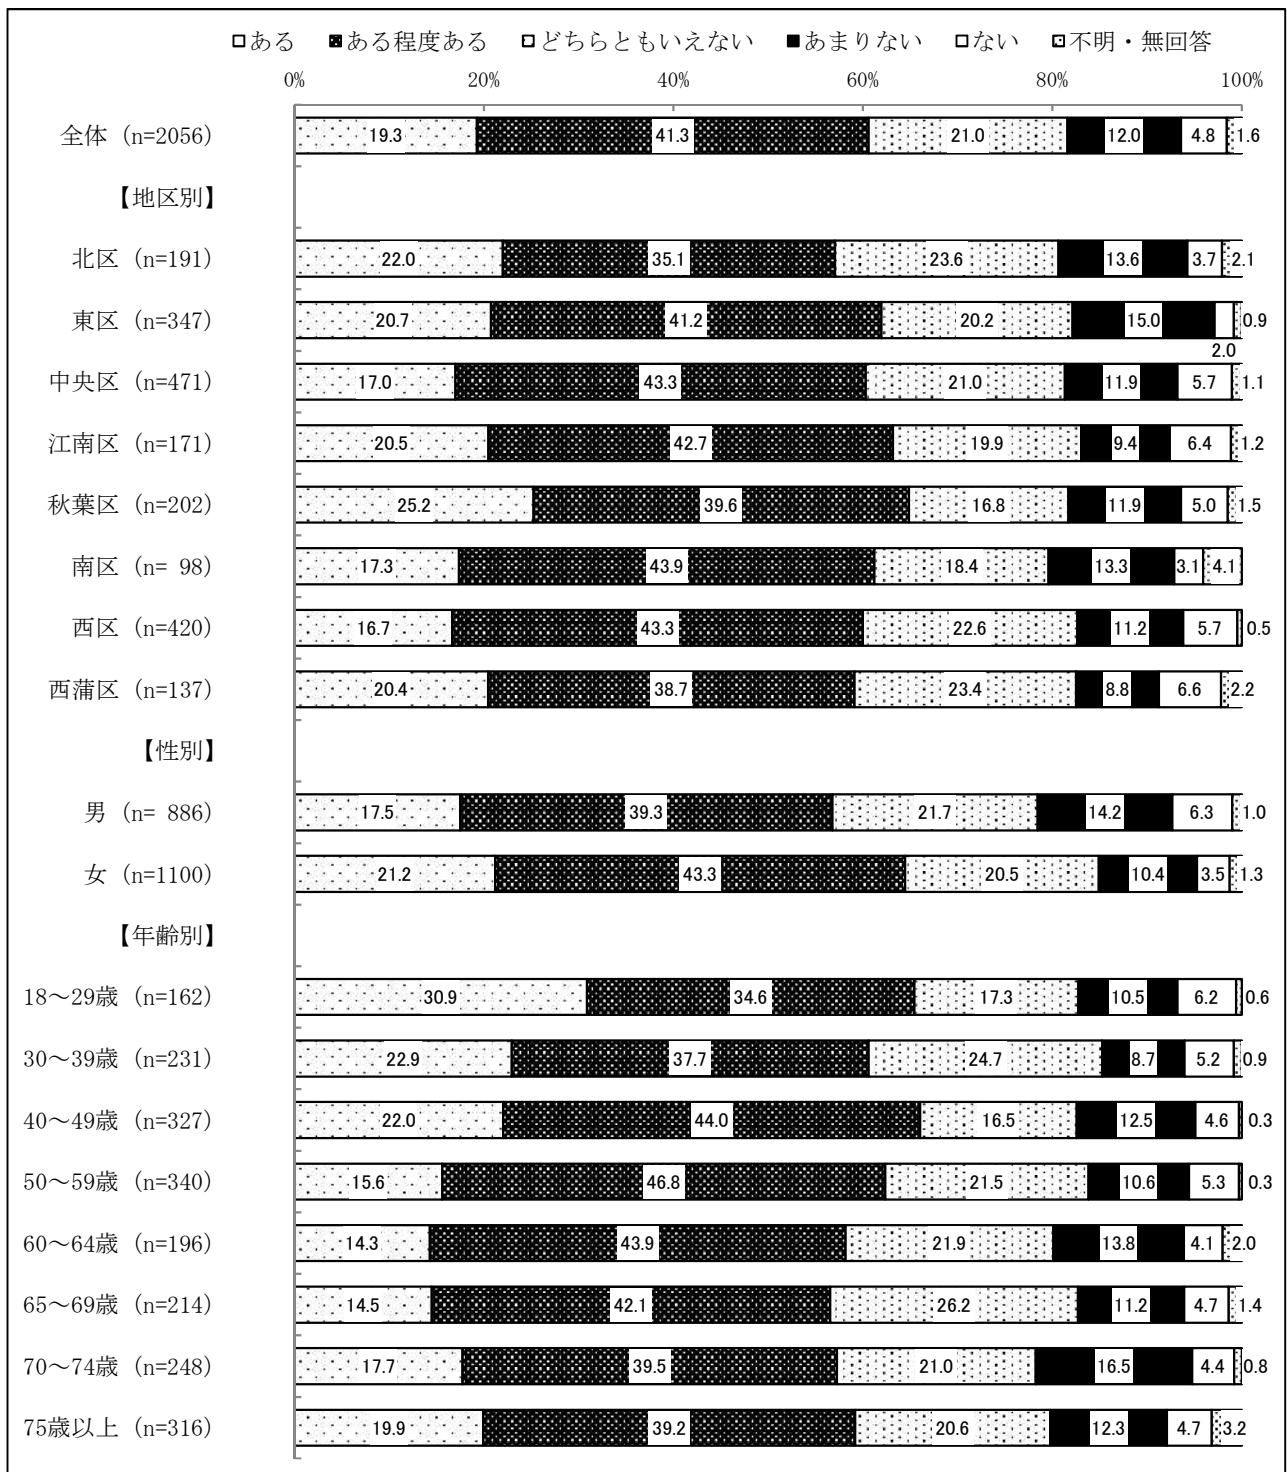 □ある ■ある程度ある □どちらともいえない ■あまりない □ない □不明・無回答
0% 20% 40% 60% 80% 100%
全体 (n=2056) 19.3 41.3 21.0 12.0 4.8 1.6
【地区別】
北区 (n=191) 22.0 35.1 23.6 13.6 3.7 2.1
東区 (n=347) 20.7 41.2 20.2 15.0 0.9
2.0
中央区 (n=471) 17.0 43.3 21.0 11.9 5.7 1.1
江南区 (n=171) 20.5 42.7 19.9 9.4 6.4 1.2
秋葉区 (n=202) 25.2 39.6 16.8 11.9 5.0 1.5
南区 (n= 98) 17.3 43.9 18.4 13.3 3.1 4.1
西区 (n=420) 16.7 43.3 22.6 11.2 5.7 0.5
西蒲区 (n=137) 20.4 38.7 23.4 8.8 6.6 2.2
【性別】
男 (n= 886) 17.5 39.3 21.7 14.2 6.3 1.0
女 (n=1100) 21.2 43.3 20.5 10.4 3.5 1.3
【年齢別】
18～29歳 (n=162) 30.9 34.6 17.3 10.5 6.2 0.6
30～39歳 (n=231) 22.9 37.7 24.7 8.7 5.2 0.9
40～49歳 (n=327) 22.0 44.0 16.5 12.5 4.6 0.3
50～59歳 (n=340) 15.6 46.8 21.5 10.6 5.3 0.3
60～64歳 (n=196) 14.3 43.9 21.9 13.8 4.1 2.0
65～69歳 (n=214) 14.5 42.1 26.2 11.2 4.7 1.4
70～74歳 (n=248) 17.7 39.5 21.0 16.5 4.4 0.8
75歳以上 (n=316) 19.9 39.2 20.6 12.3 4.7 3.2